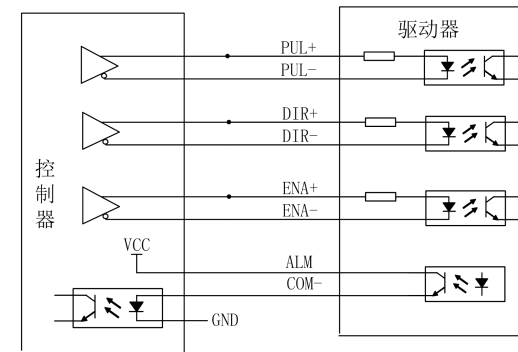 驱动器
PUL+
PUL-
DIR+
DIR-
控制器
ENA+
ENA-
VCC
ALM
COM-
GND